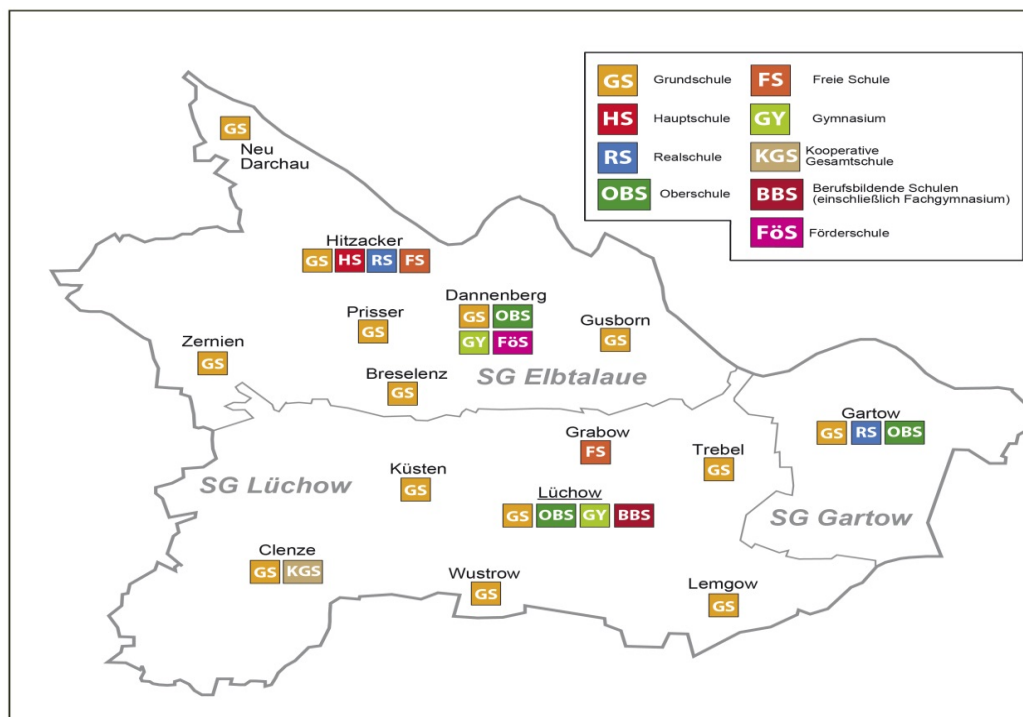 GS Grundschule
HS Hauptschule
RS Realschule
OBS Oberschule
FS Freie Schule
GY Gymnasium
KGS Kooperative
Gesamtschule
BBS Berufsbildende Schulen
(einschließlich Fachgymnasium)
FöS Förderschule
GS
Neu
Darchau
Hitzacker
GS HS RS FS
Dannenberg
GS OBS
GY FöS
Prisser
GS
Gusborn
GS
Zernien
GS
Breselenz
GS
SG Elbtalaue
Gartow
GS RS OBS
Grabow
FS
Trebel
GS
Küsten
GS
SG Lüchow
Lüchow
GS OBS GY BBS
SG Gartow
Clenze
GS KGS
Wustrow
GS
Lemgow
GS